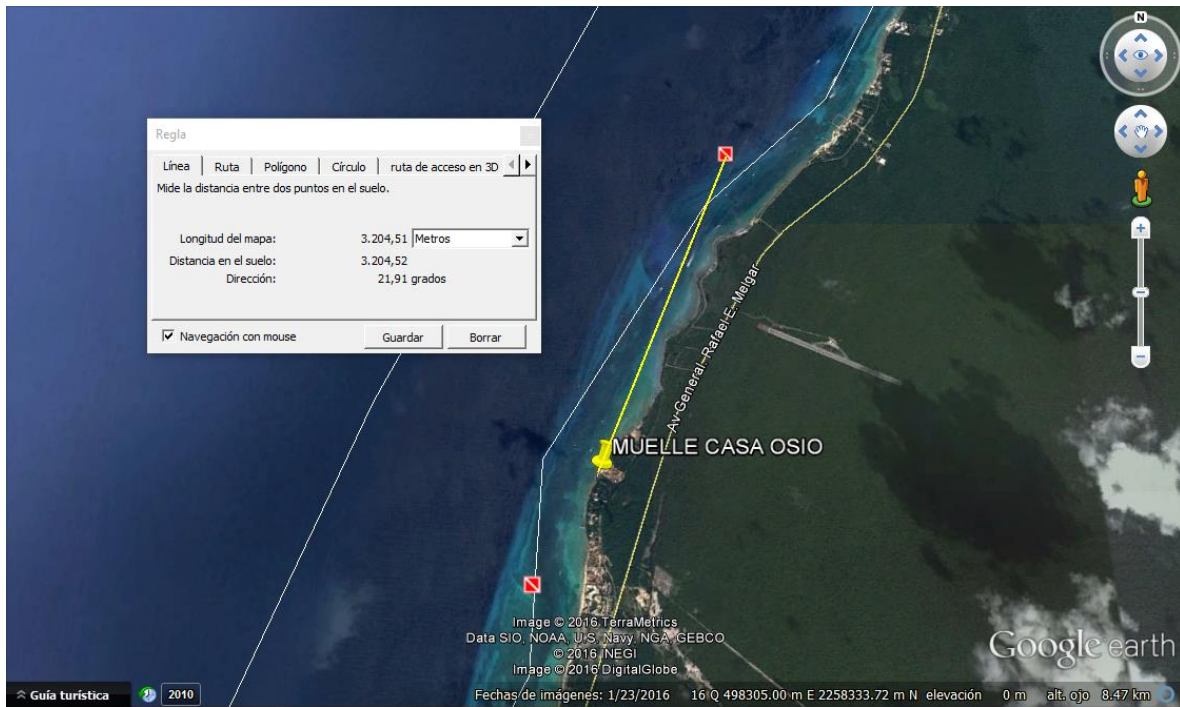 N
Regla
Línea Ruta Polígono Círculo ruta de acceso en 3D
Mide la distancia entre dos puntos en el suelo.
Longitud del mapa: 3.204,51 Metros
Distancia en el suelo: 3.204,52
Dirección: 21,91 grados
Navegación con mouse Guardar Borrar
Av General. Rafael E. Melgar
MUELLE CASA OSIO
Image © 2016 TerraMetrics
Data SIO, NOAA, U.S. Navy, NGA, GEBCO
© 2016 INEGI
Image © 2016 DigitalGlobe
Google earth
Guía turística 2010 Fechas de imágenes: 1/23/2016 16 Q 498305.00 m E 2258333.72 m N elevación 0 m alt. ojo 8.47 km